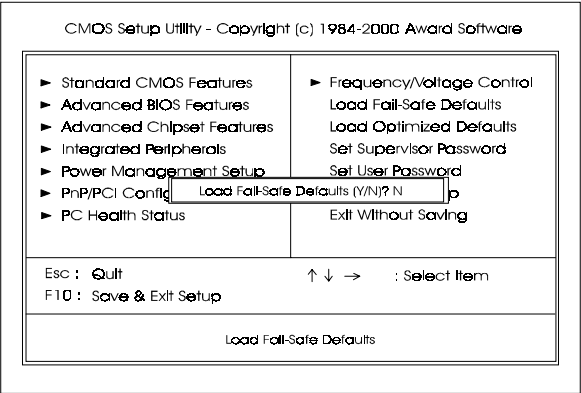 CMOS Setup Utility - Copyright (c) 1984-2000 Award Software
► Standard CMOS Features
► Advanced BIOS Features
► Advanced Chipset Features
► Integrated Peripherals
► Power Management Setup
► PnP/PCI
► PC Health Status
► Frequency/Voltage Control
Load Fail-Safe Defaults
Load Optimized Defaults
Set Supervisor Password
Set User Password
Exit Without Saving
Load Fail-Safe Defaults (Y/N)? N
Esc : Quit
F10 : Save & Exit Setup
↑ ↓ → : Select Item
Load Fail-Safe Defaults